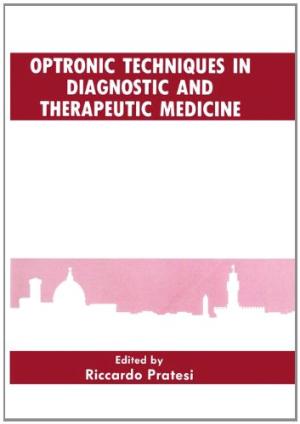 OPTRONIC TECHNIQUES IN
DIAGNOSTIC AND
THERAPEUTIC MEDICINE
Edited by
Riccardo Pratesi